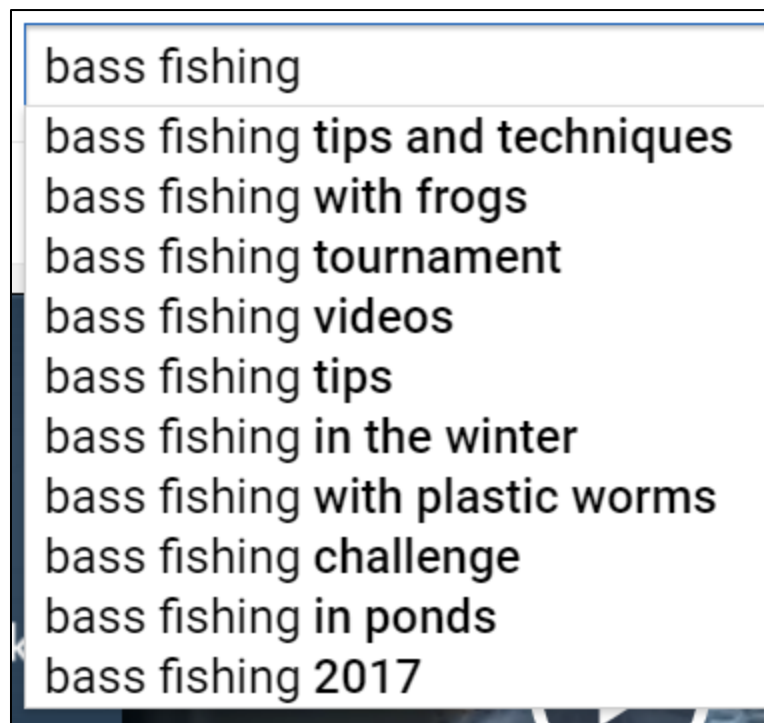 bass fishing
bass fishing tips and techniques
bass fishing with frogs
bass fishing tournament
bass fishing videos
bass fishing tips
bass fishing in the winter
bass fishing with plastic worms
bass fishing challenge
bass fishing in ponds
bass fishing 2017